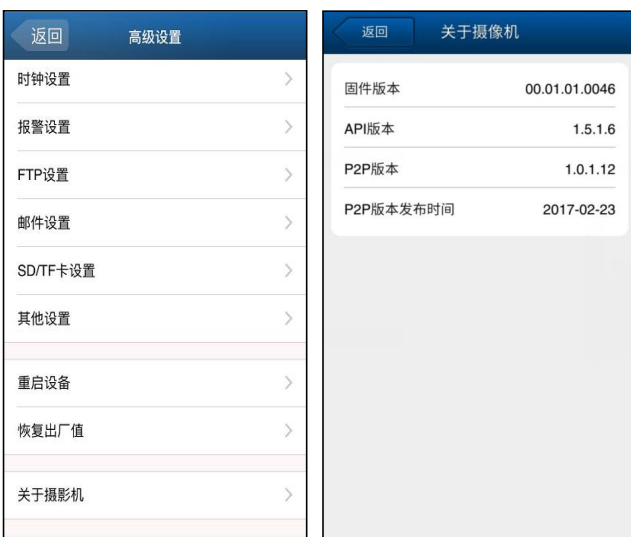 返回
高级设置
时钟设置
报警设置
FTP设置
邮件设置
SD/TF卡设置
其他设置
重启设备
恢复出厂值
关于摄影机
返回
关于摄像机
固件版本 00.01.01.0046
API版本 1.5.1.6
P2P版本 1.0.1.12
P2P版本发布时间 2017-02-23